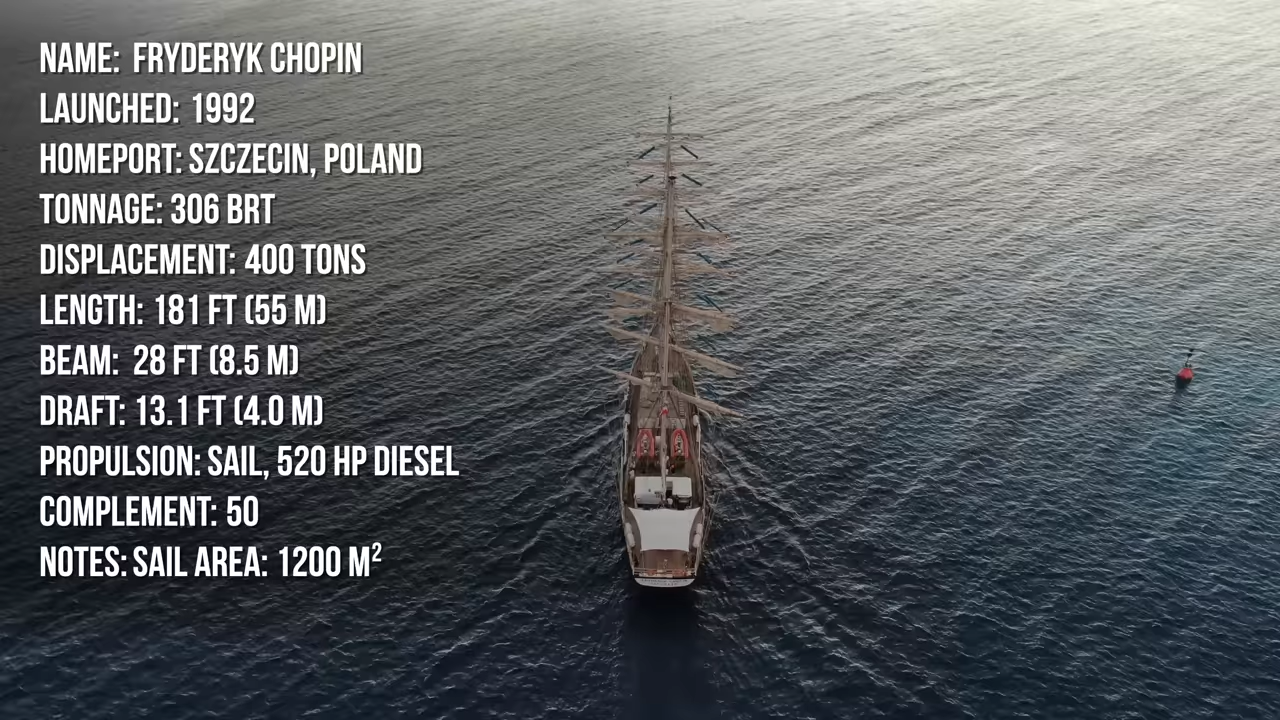 NAME: FRYDERYK CHOPIN
LAUNCHED: 1992
HOMEPORT: SZCZECIN, POLAND
TONNAGE: 306 BRT
DISPLACEMENT: 400 TONS
LENGTH: 181 FT (55 M)
BEAM: 28 FT (8.5 M)
DRAFT: 13.1 FT (4.0 M)
PROPULSION: SAIL, 520 HP DIESEL
COMPLEMENT: 50
NOTES: SAIL AREA: 1200 M²